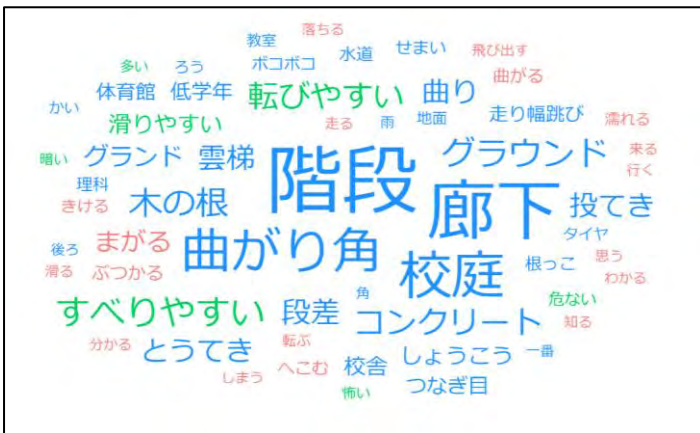 落ちる
教室 水道 せまい 飛び出す
多い ろう ボコボコ 曲がる
かい 体育館 低学年 転びやすい 曲り 走り幅跳び
滑りやすい 走る 雨 地面 濡れる
暗い グランド 雲梯 階段 グラウンド 来る
理科 行く
きける 木の根 廊下 投てき
タイヤ
後ろ まがる 曲がり角 校庭 根っこ 思う
滑る ぶつかる わかる
すべりやすい 段差 角 コンクリート 危ない
知る
分かる とうてき 転ぶ 校舎 しょうこう 一番
しまう へこむ つなぎ目
怖い